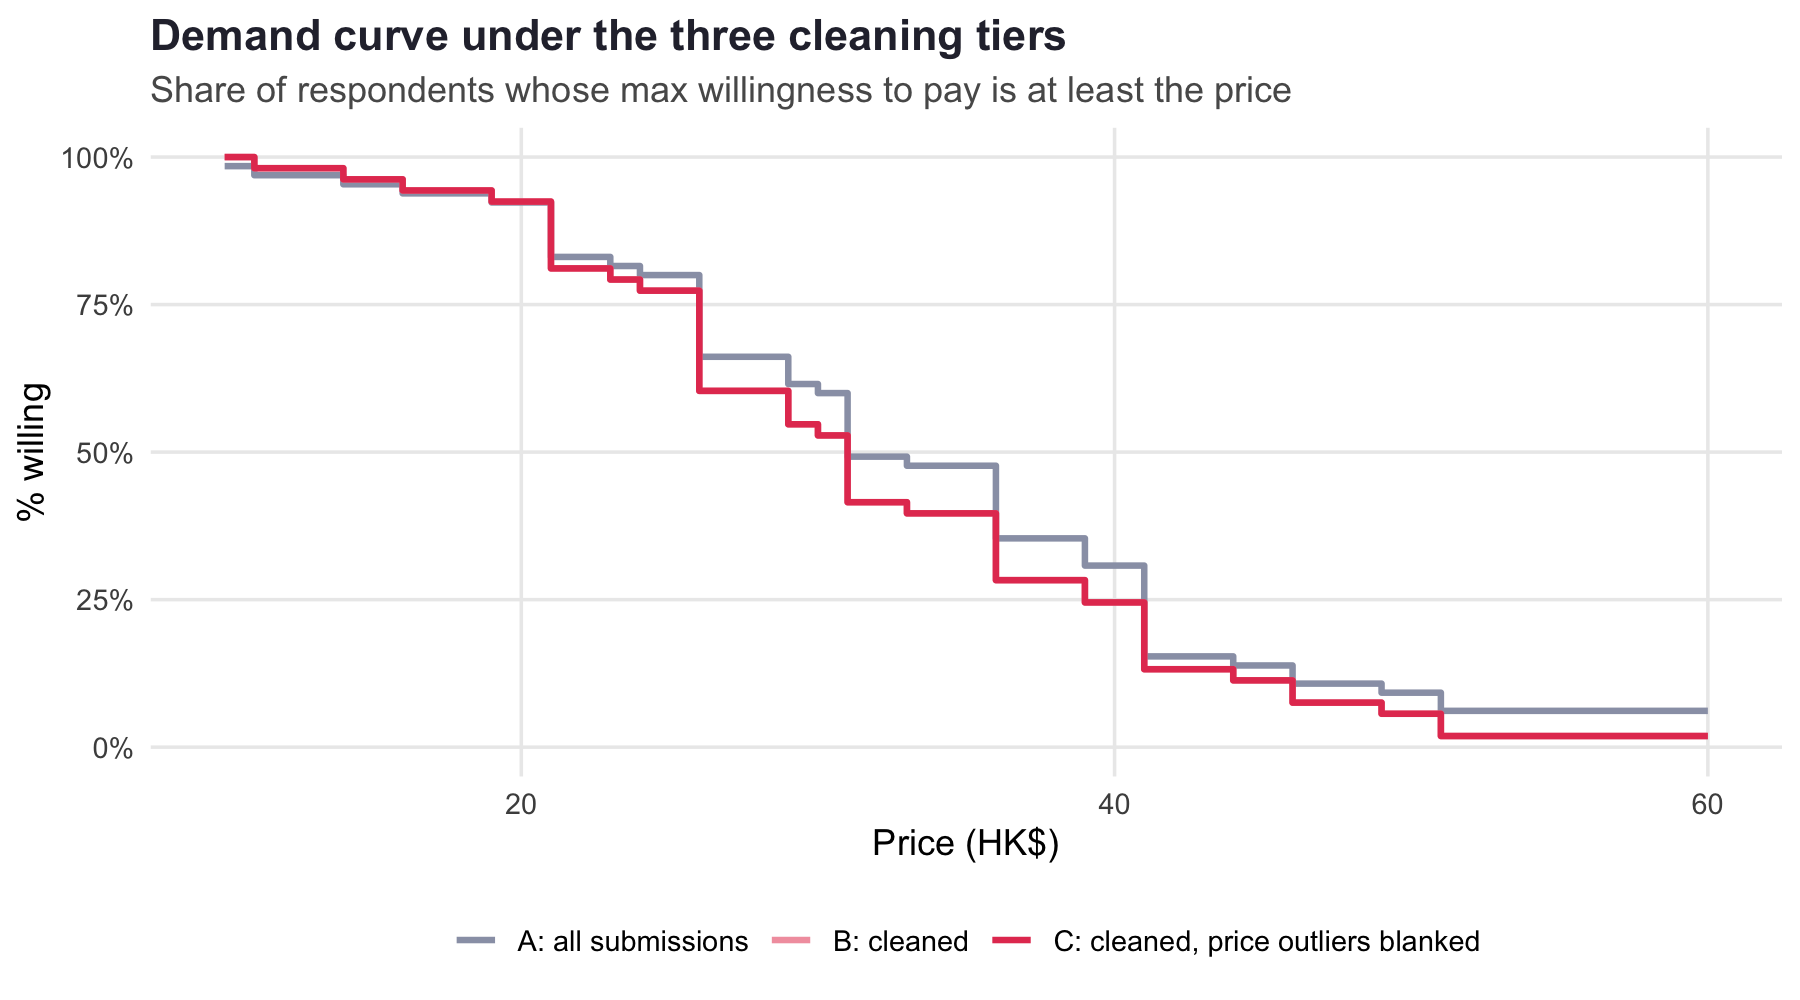 Demand curve under the three cleaning tiers
Share of respondents whose max willingness to pay is at least the price
100%
75%
50%
25%
0%
% willing
20 40 60
Price (HK$)
A: all submissions B: cleaned C: cleaned, price outliers blanked